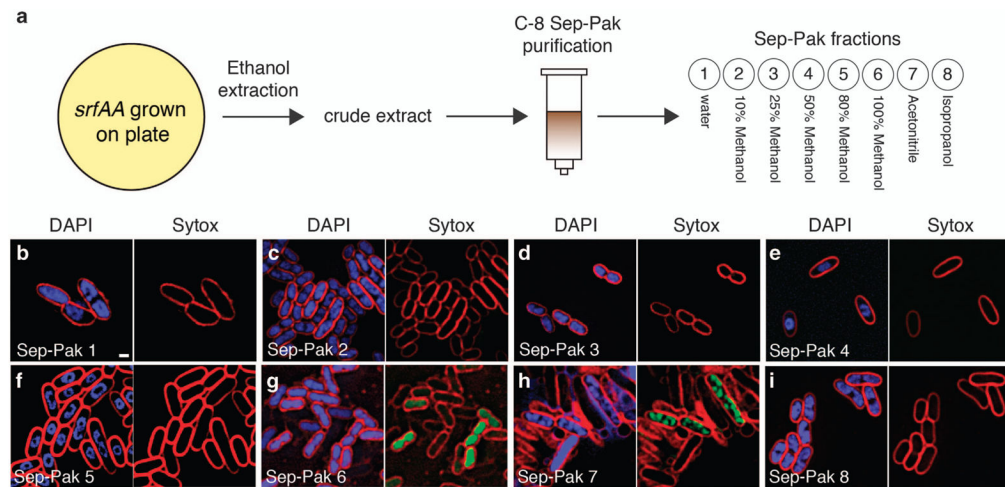 a
srfAA grown
on plate
Ethanol
extraction
crude extract
C-8 Sep-Pak
purification
Sep-Pak fractions
1 2 3 4 5 6 7 8
water
10% Methanol
25% Methanol
50% Methanol
80% Methanol
100% Methanol
Acetonitrile
Isopropanol
DAPI Sytox DAPI Sytox DAPI Sytox DAPI Sytox
b
Sep-Pak 1
c
Sep-Pak 2
d
Sep-Pak 3
e
Sep-Pak 4
f
Sep-Pak 5
g
Sep-Pak 6
h
Sep-Pak 7
i
Sep-Pak 8